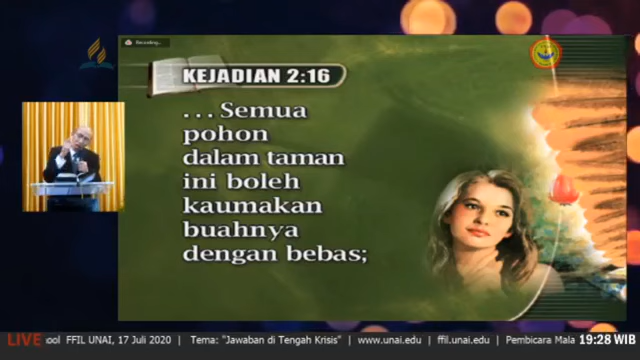 Recording...
KEJADIAN 2:16
. . . Semua
pohon
dalam taman
ini boleh
kaumakan
buahnya
dengan bebas;
LIVE ool FFIL UNAI, 17 Juli 2020 | Tema: "Jawaban di Tengah Krisis" | www.unai.edu | ffil.unai.edu | Pembicara Mala 19:28 WIB